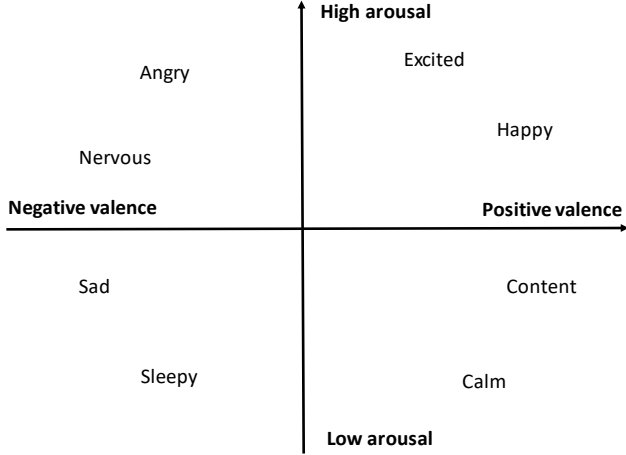 High arousal
Excited
Angry
Happy
Nervous
Negative valence
Positive valence
Sad
Content
Sleepy
Calm
Low arousal